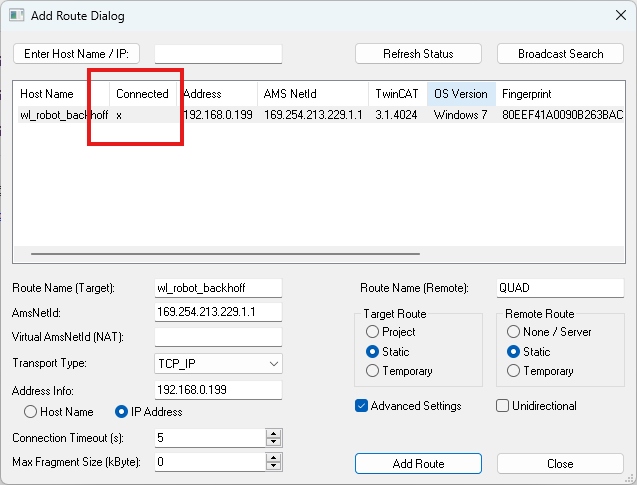 Add Route Dialog
Enter Host Name / IP: Refresh Status Broadcast Search
Host Name Connected Address AMS NetId TwinCAT OS Version Fingerprint
wl_robot_backhoff x 192.168.0.199 169.254.213.229.1.1 3.1.4024 Windows 7 80EEF41A0090B263BAC
Route Name (Target): wl_robot_backhoff Route Name (Remote): QUAD
AmsNetId: 169.254.213.229.1.1 Target Route Remote Route
Virtual AmsNetId (NAT): Project None / Server
Transport Type: TCP_IP Static Static
Temporary Temporary
Address Info: 192.168.0.199
Host Name IP Address Advanced Settings Unidirectional
Connection Timeout (s): 5
Max Fragment Size (kByte): 0 Add Route Close